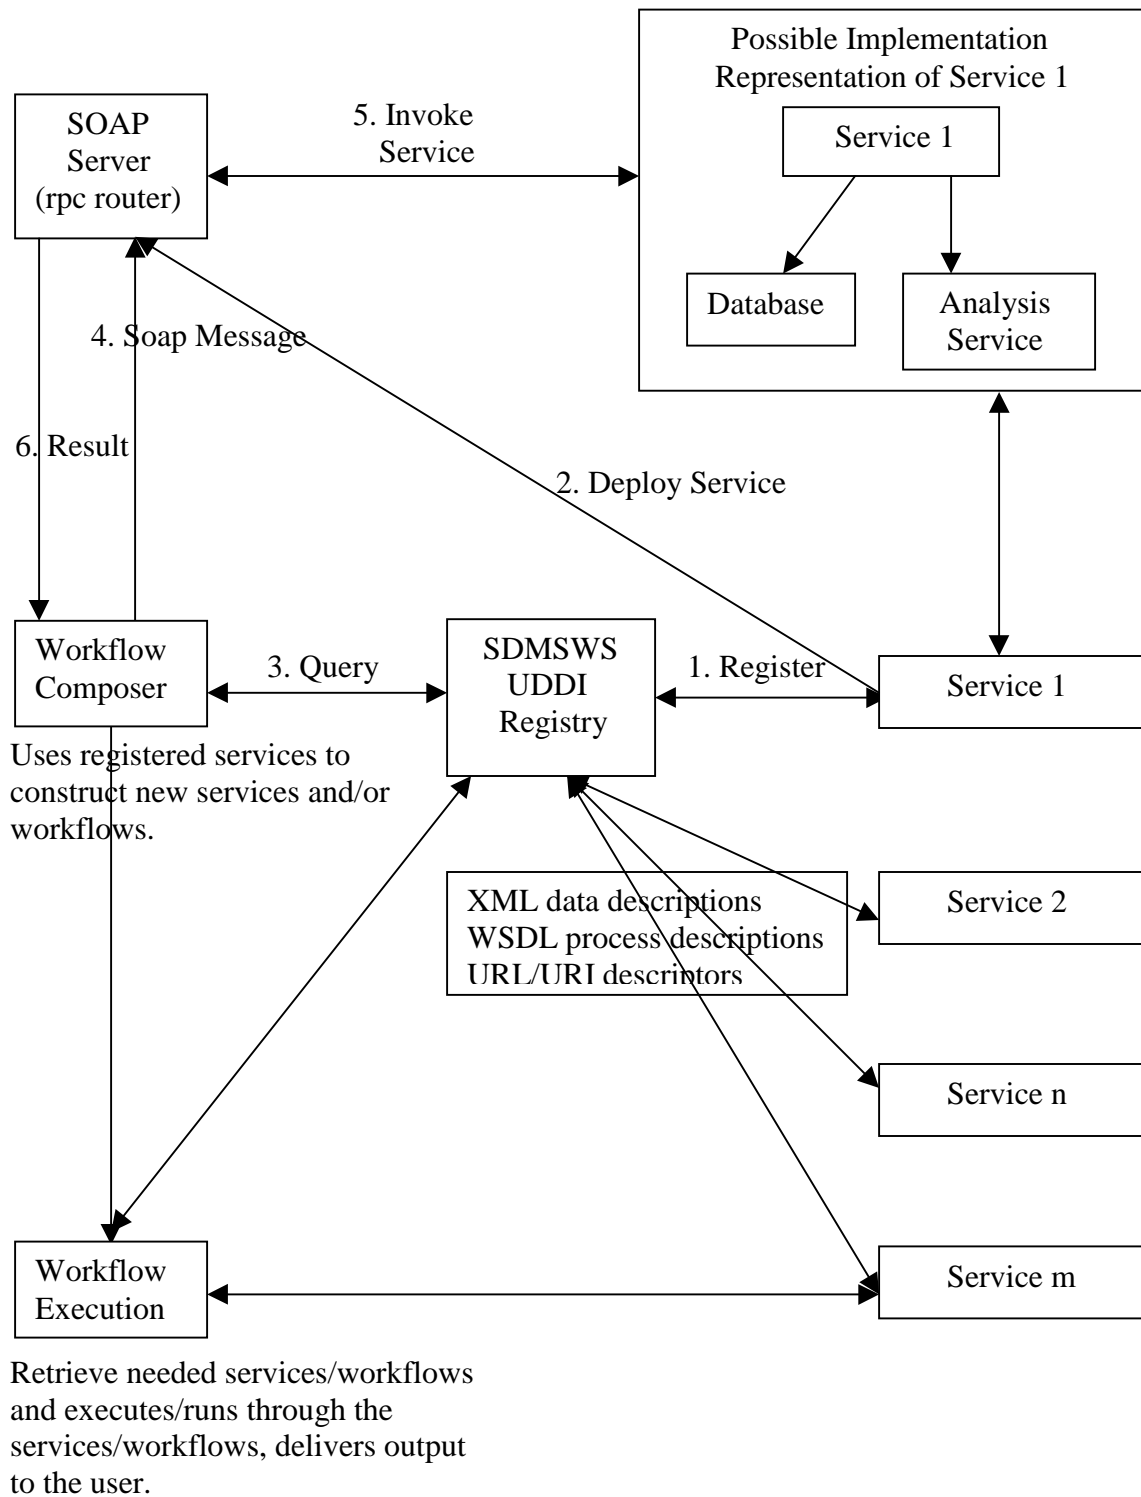 Possible Implementation
Representation of Service 1
SOAP
Server
(rpc router)
5. Invoke
Service
Service 1
Database
Analysis
Service
4. Soap Message
6. Result
2. Deploy Service
Workflow
Composer
3. Query
SDMSWS
UDDI
Registry
1. Register
Service 1
Uses registered services to
construct new services and/or
workflows.
XML data descriptions
WSDL process descriptions
URL/URI descriptors
Service 2
Service n
Workflow
Execution
Service m
Retrieve needed services/workflows
and executes/runs through the
services/workflows, delivers output
to the user.